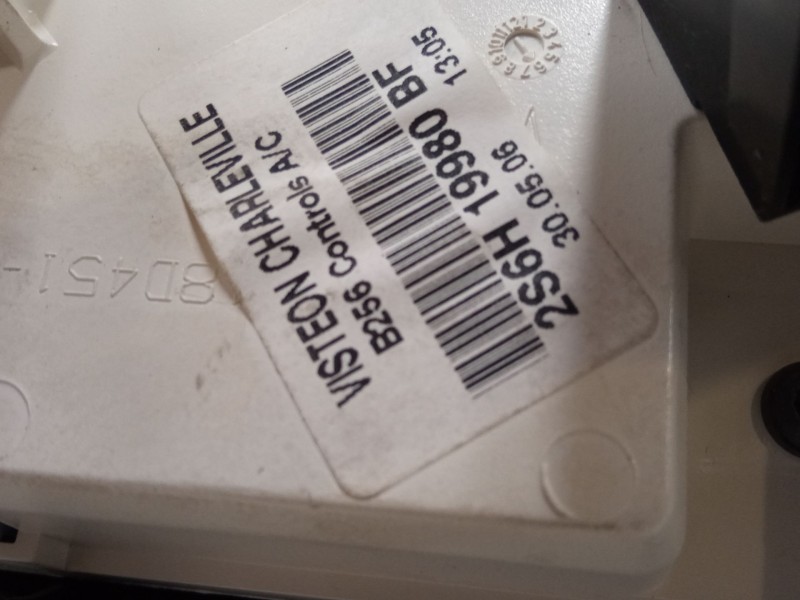 VISTEON CHARLEVILLE
B256 Controls A/C
2S6H 19980 BF
30.05.06 13:05
8D451-